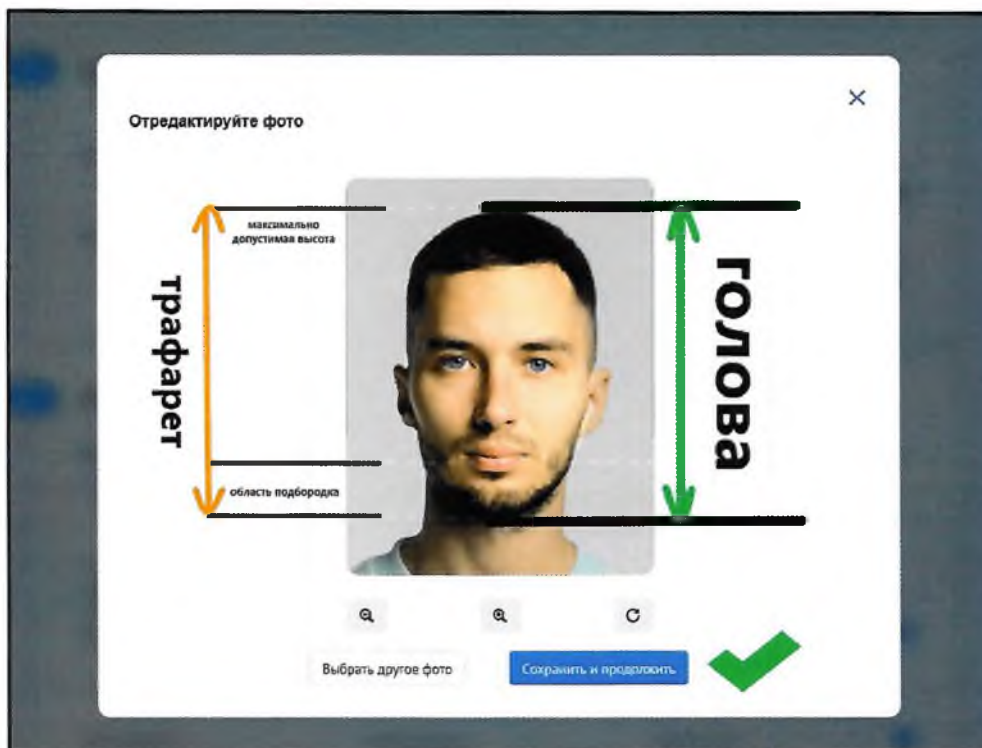 Отредактируйте фото
максимально
допустимая высота
трафарет
голова
область подбородка
Выбрать другое фото
Сохранить и продолжить